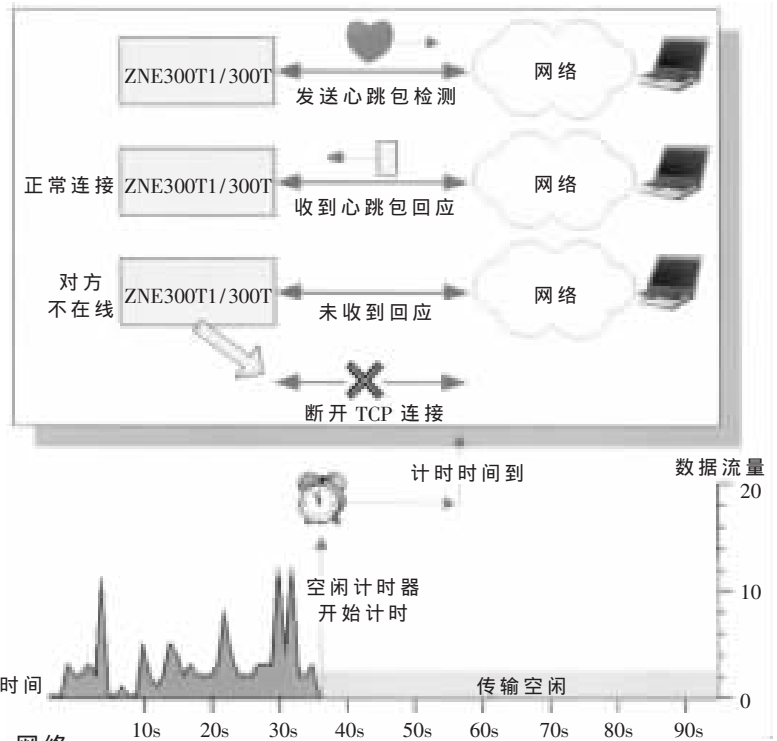 ZNE300T1/300T
发送心跳包检测
网络
正常连接
ZNE300T1/300T
收到心跳包回应
网络
对方
不在线
ZNE300T1/300T
未收到回应
网络
断开 TCP 连接
计时时间到
数据流量
20
空闲计时器
开始计时
10
时间
传输空闲
0
10s 20s 30s 40s 50s 60s 70s 80s 90s
网络